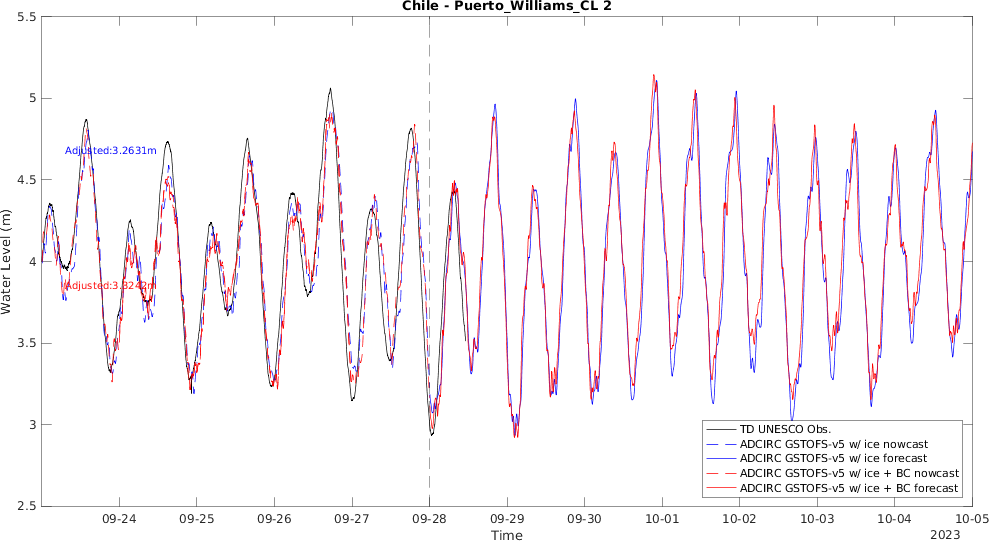 Chile - Puerto_Williams_CL 2
5.5
5
4.5
4
3.5
3
2.5
Water Level (m)
Adjusted:3.2631m
Adjusted:3.3242m
TD UNESCO Obs.
ADCIRC GSTOFS-v5 w/ ice nowcast
ADCIRC GSTOFS-v5 w/ ice forecast
ADCIRC GSTOFS-v5 w/ ice + BC nowcast
ADCIRC GSTOFS-v5 w/ ice + BC forecast
09-24 09-25 09-26 09-27 09-28 09-29 09-30 10-01 10-02 10-03 10-04 10-05
Time
2023